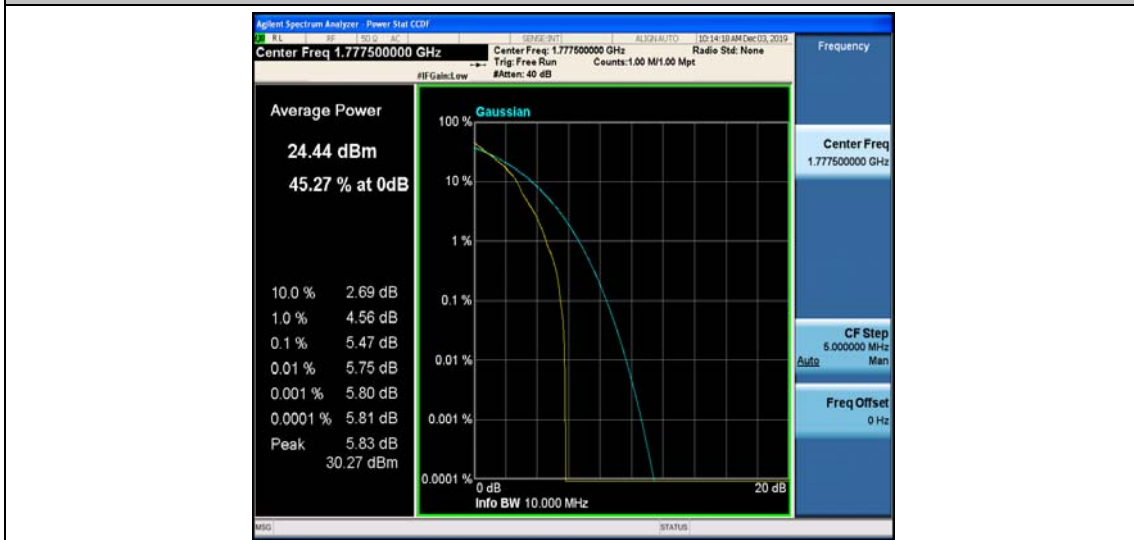 Agilent Spectrum Analyzer - Power Stat CCDF
RL RF 50 Ω AC SENSE:INT ALIGN AUTO 10:14:18 AM Dec 03, 2019
Center Freq 1.777500000 GHz
Center Freq: 1.777500000 GHz Radio Std: None
Trig: Free Run Counts:1.00 M/1.00 Mpt
#IFGain:Low #Atten: 40 dB
Average Power
24.44 dBm
45.27 % at 0dB
10.0 % 2.69 dB
1.0 % 4.56 dB
0.1 % 5.47 dB
0.01 % 5.75 dB
0.001 % 5.80 dB
0.0001 % 5.81 dB
Peak 5.83 dB
30.27 dBm
Gaussian
100 %
10 %
1 %
0.1 %
0.01 %
0.001 %
0.0001 %
0 dB 20 dB
Info BW 10.000 MHz
Frequency
Center Freq
1.777500000 GHz
CF Step
5.000000 MHz
Auto Man
Freq Offset
0 Hz
MSG STATUS